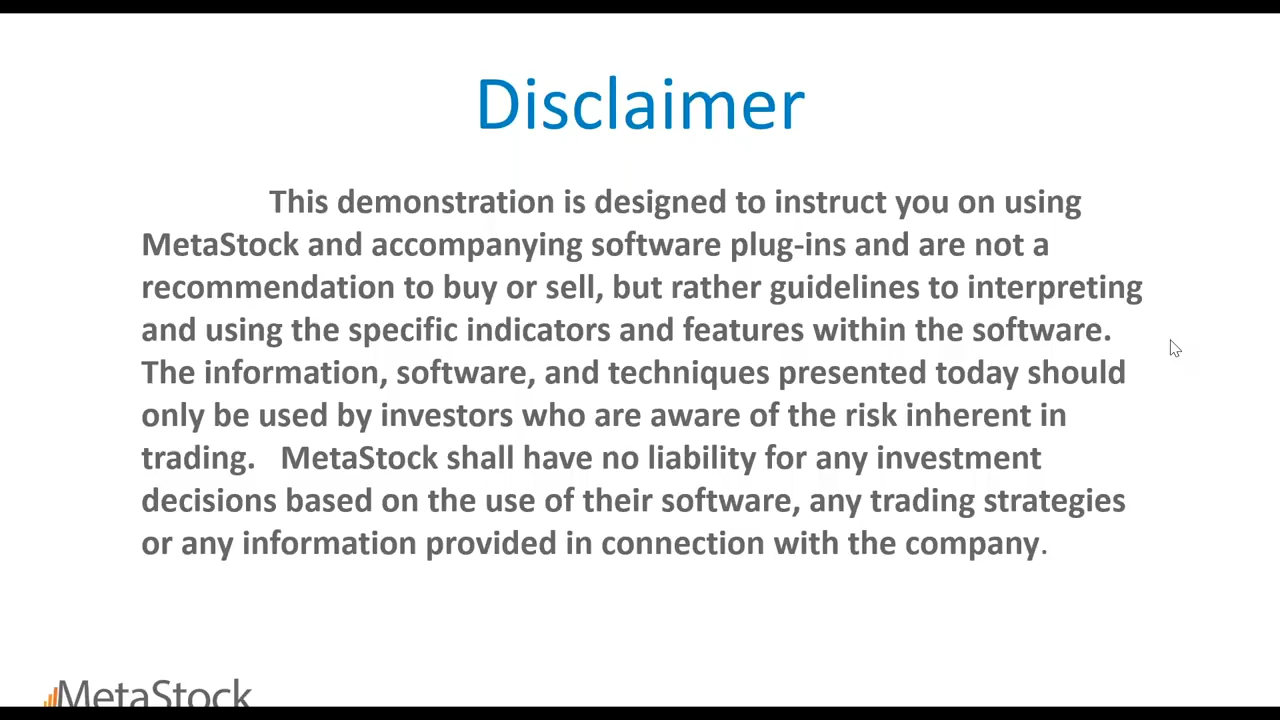 Disclaimer
This demonstration is designed to instruct you on using
MetaStock and accompanying software plug-ins and are not a
recommendation to buy or sell, but rather guidelines to interpreting
and using the specific indicators and features within the software.
The information, software, and techniques presented today should
only be used by investors who are aware of the risk inherent in
trading.   MetaStock shall have no liability for any investment
decisions based on the use of their software, any trading strategies
or any information provided in connection with the company.
MetaStock